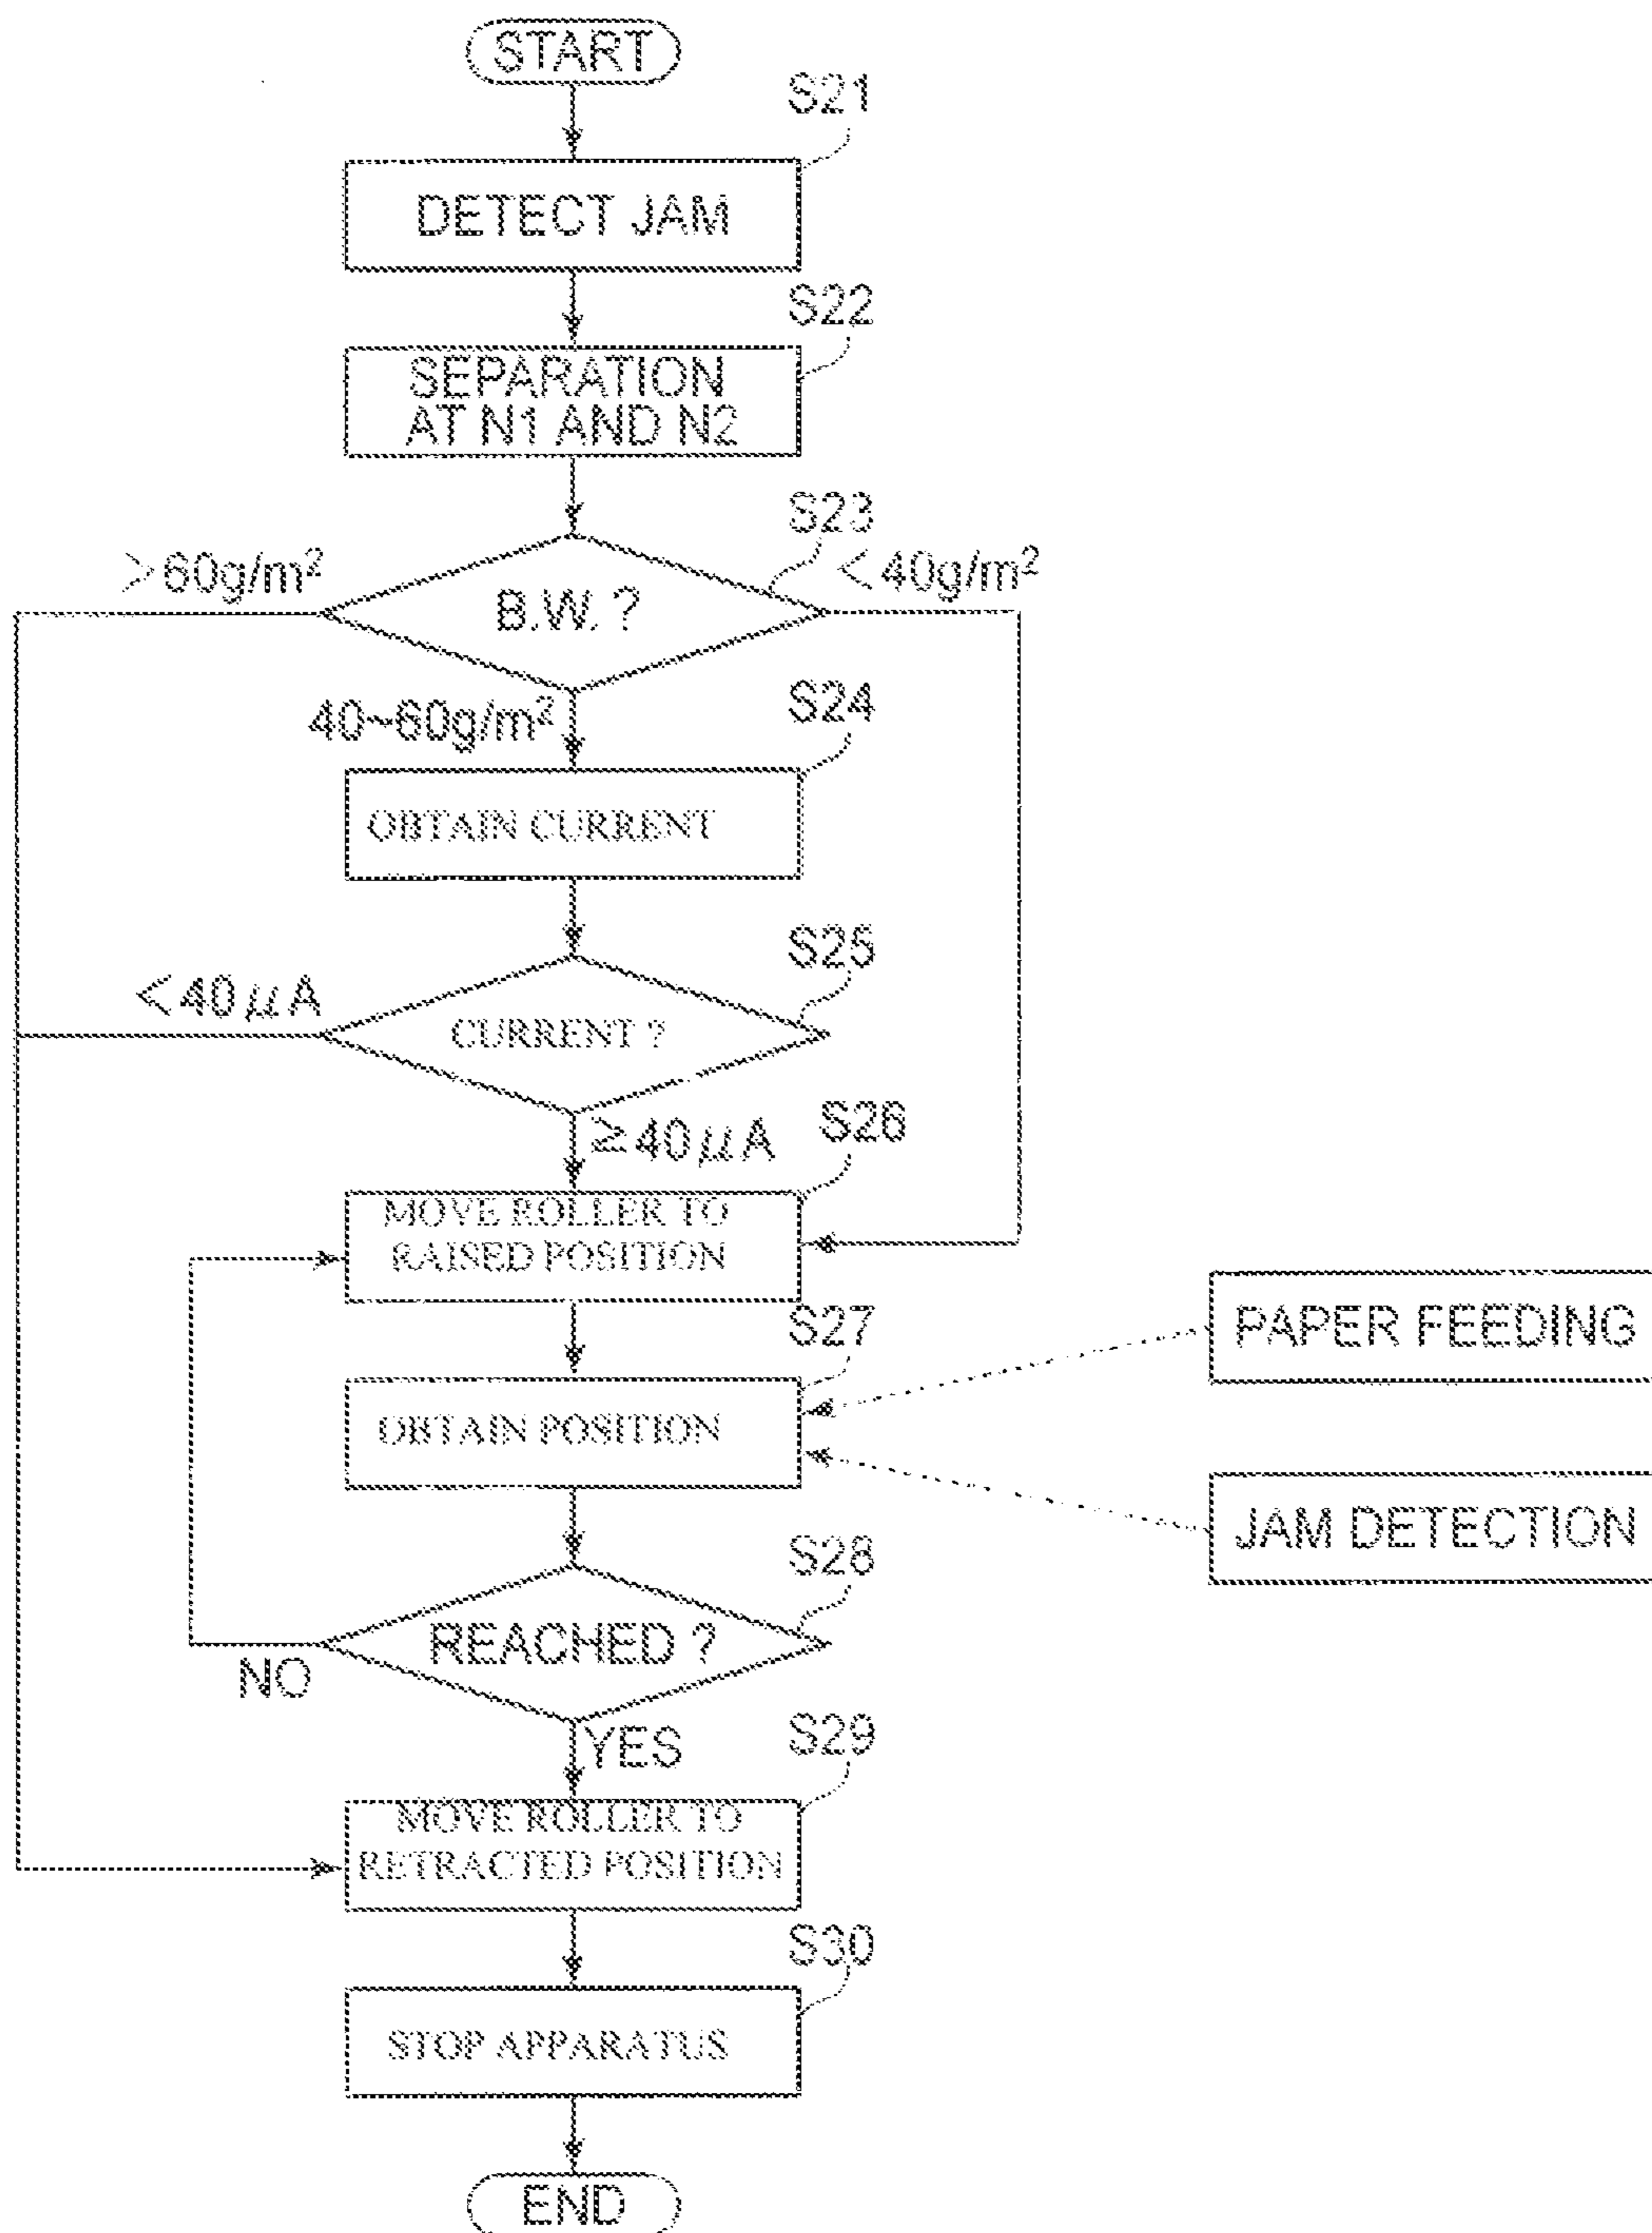 START
S21
DETECT JAM
S22
SEPARATION
AT N1 AND N2
S23
>60g/m²
<40g/m²
B.W. ?
40~60g/m²
S24
OBTAIN CURRENT
S25
<40μA
CURRENT ?
≥40μA
S26
MOVE ROLLER TO
RAISED POSITION
S27
PAPER FEEDING
OBTAIN POSITION
JAM DETECTION
S28
REACHED ?
NO
YES
S29
MOVE ROLLER TO
RETRACTED POSITION
S30
STOP APPARATUS
END